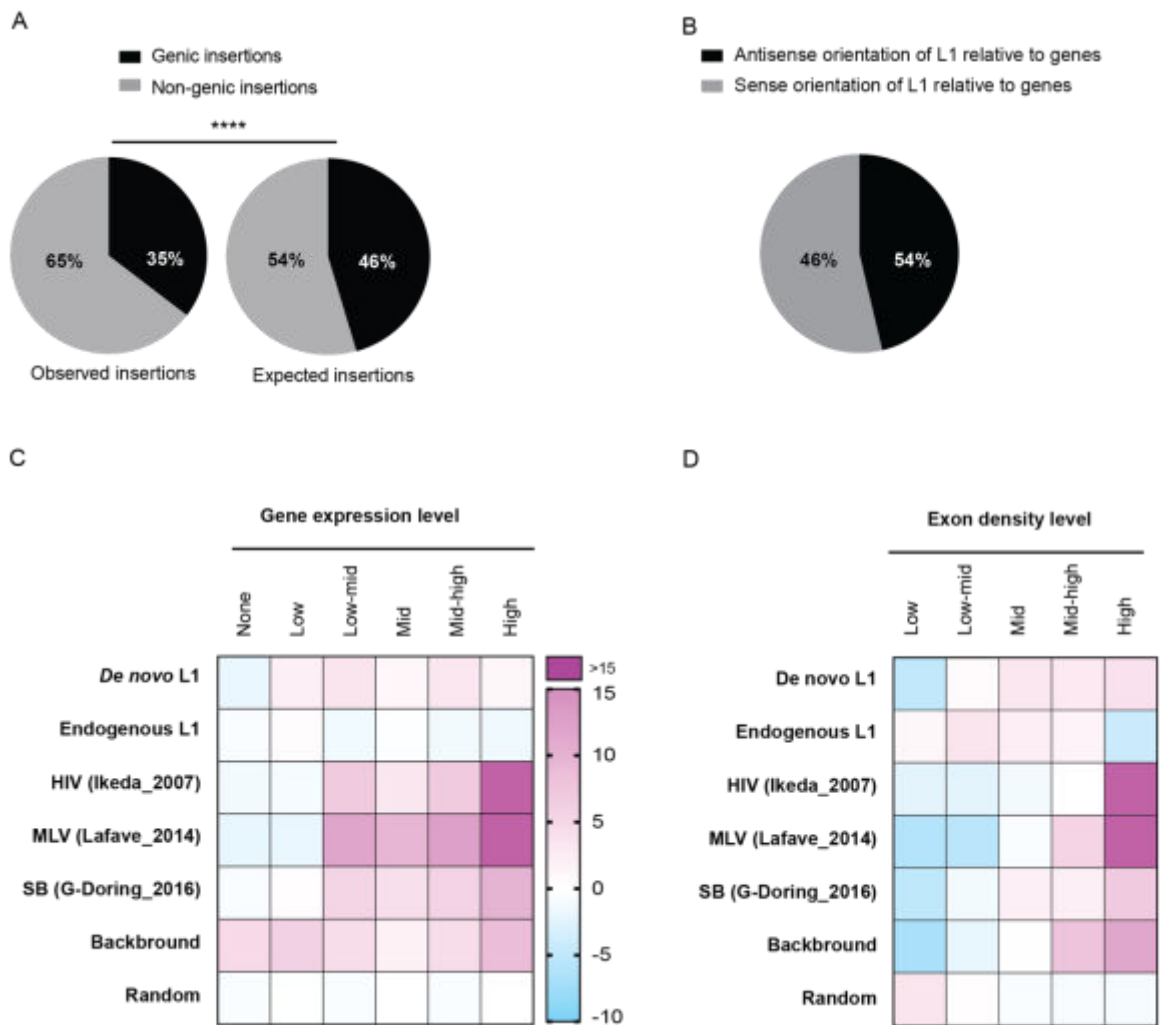 A
Genic insertions
Non-genic insertions
****
65%
35%
54%
46%
Observed insertions
Expected insertions
B
Antisense orientation of L1 relative to genes
Sense orientation of L1 relative to genes
46%
54%
C
Gene expression level
None
Low
Low-mid
Mid
Mid-high
High
De novo L1
Endogenous L1
HIV (Ikeda_2007)
MLV (Lafave_2014)
SB (G-Doring_2016)
Backbround
Random
>15
15
10
5
0
-5
-10
D
Exon density level
Low
Low-mid
Mid
Mid-high
High
De novo L1
Endogenous L1
HIV (Ikeda_2007)
MLV (Lafave_2014)
SB (G-Doring_2016)
Backbround
Random